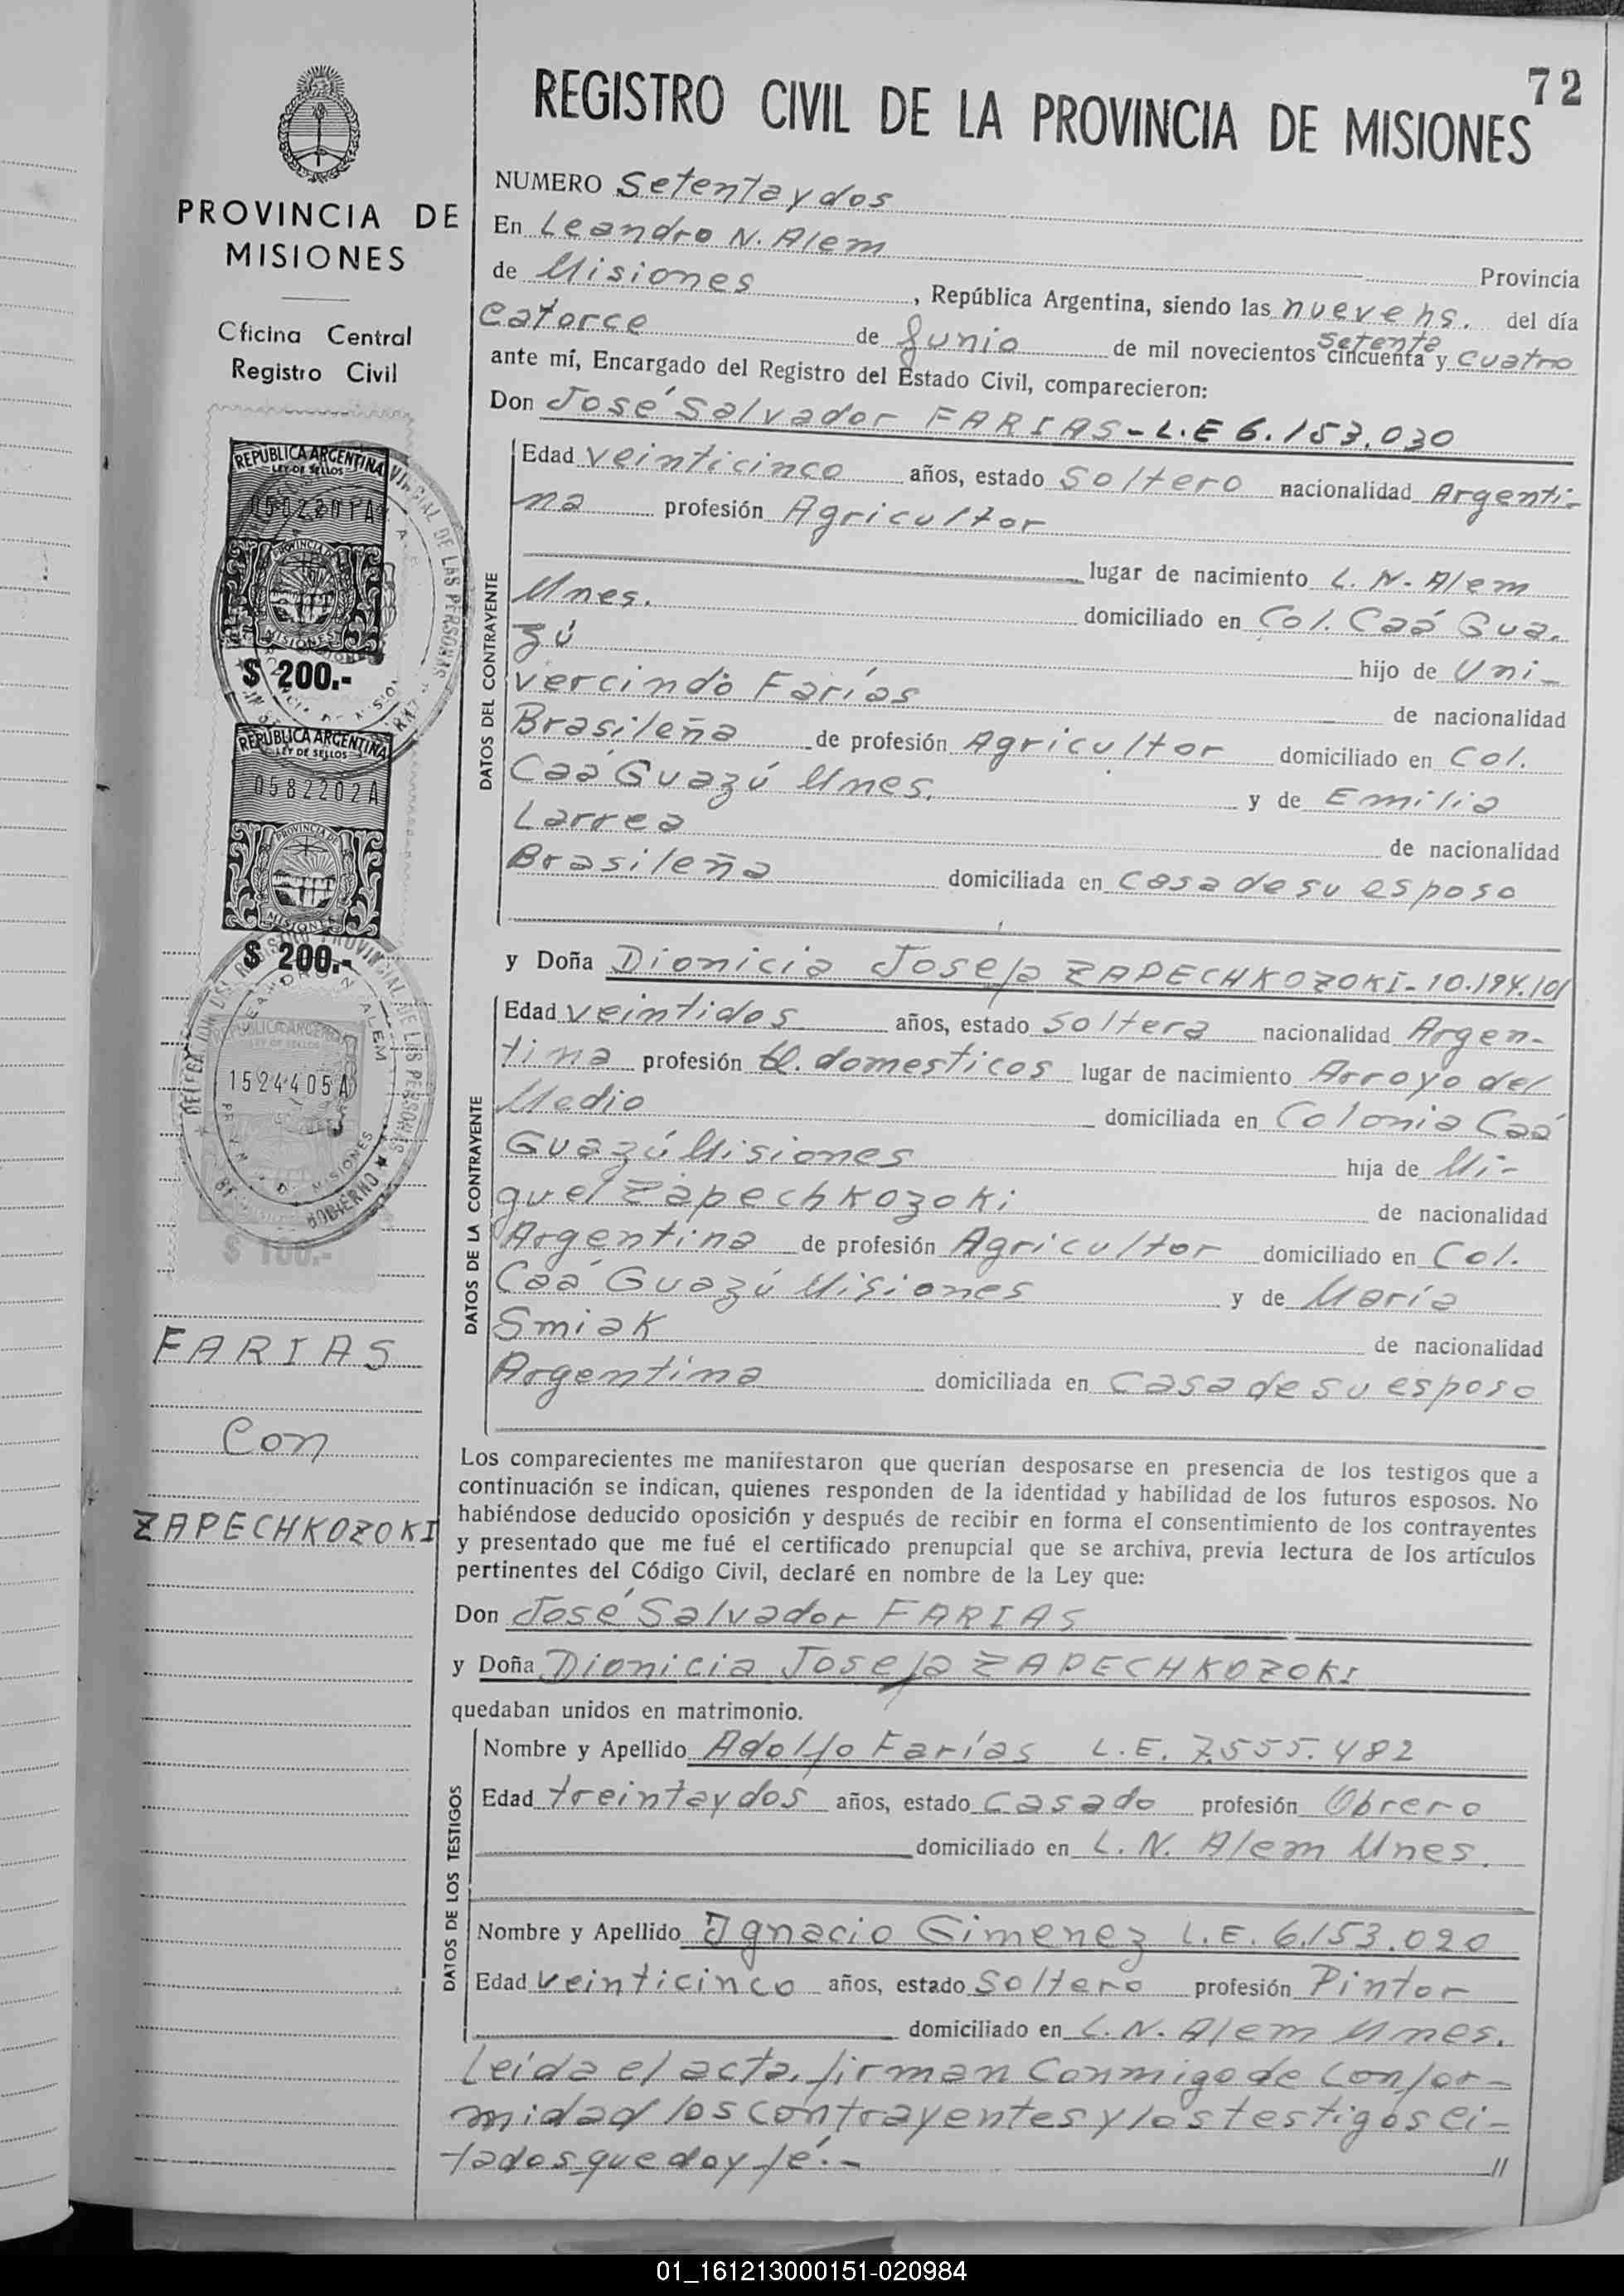 72
REGISTRO CIVIL DE LA PROVINCIA DE MISIONES
PROVINCIA DE
MISIONES
Oficina Central
Registro Civil
REPUBLICA ARGENTINA
LEY DE SELLOS
PROVINCIA DE
MISIONES
$ 200.-
REPUBLICA ARGENTINA
LEY DE SELLOS
0582202A
PROVINCIA DE
MISIONES
$ 200.-
1524405A
$ 100.-
FARIAS
Con
ZAPECHKOZOKI
NUMERO Setenta y dos
En Leandro N. Alem
Provincia
de Misiones, República Argentina, siendo las nueve hs. del día
catorce de Junio de mil novecientos cincuenta setenta y cuatro
ante mí, Encargado del Registro del Estado Civil, comparecieron:
Don José Salvador FARIAS - L.E 6.153.030
DATOS DEL CONTRAYENTE
Edad veinticinco años, estado Soltero nacionalidad Argenti-
na profesión Agricultor
lugar de nacimiento L. N. Alem
Mnes. domiciliado en Col. Caá Gua.
zú hijo de Uni-
vercindo Farías de nacionalidad
Brasileña de profesión Agricultor domiciliado en Col.
Caá Guazú Mnes. y de Emilia
Larrea de nacionalidad
Brasileña domiciliada en casa de su esposo
y Doña Dionicia Josefa ZAPECHKOZOKI - 10.194.101
DATOS DE LA CONTRAYENTE
Edad veintidos años, estado Soltera nacionalidad Argen-
tina profesión domesticos lugar de nacimiento Arroyo del
Medio domiciliada en Colonia Caá
Guazú Misiones hija de Mi-
guel Zapechkozoki de nacionalidad
Argentina de profesión Agricultor domiciliado en Col.
Caá Guazú Misiones y de María
Smiak de nacionalidad
Argentina domiciliada en casa de su esposo
Los comparecientes me manifestaron que querían desposarse en presencia de los testigos que a
continuación se indican, quienes responden de la identidad y habilidad de los futuros esposos. No
habiéndose deducido oposición y después de recibir en forma el consentimiento de los contrayentes
y presentado que me fué el certificado prenupcial que se archiva, previa lectura de los artículos
pertinentes del Código Civil, declaré en nombre de la Ley que:
Don José Salvador FARIAS
y Doña Dionicia Josefa ZAPECHKOZOKI
quedaban unidos en matrimonio.
DATOS DE LOS TESTIGOS
Nombre y Apellido Adolfo Farías L.E. 7.555.482
Edad treinta y dos años, estado casado profesión Obrero
domiciliado en L. N. Alem Mnes.
Nombre y Apellido Ignacio Gimenez L.E. 6.153.020
Edad veinticinco años, estado Soltero profesión Pintor
domiciliado en L. N. Alem Mnes.
Leída el acta, firman conmigo de confor-
midad los contrayentes y los testigos ci-
tados que doy fé. - //
01_161213000151-020984